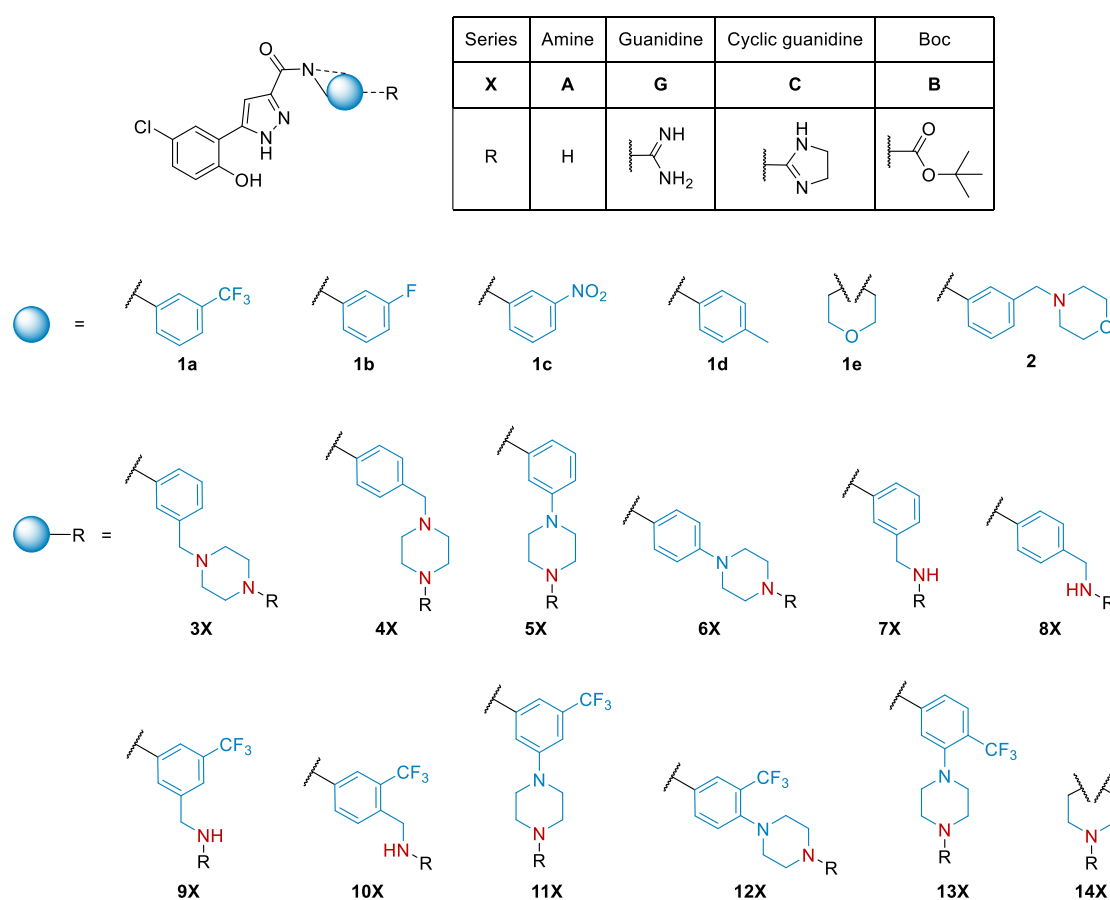 Series Amine Guanidine Cyclic guanidine Boc
X A G C B
R H NH NH2 H N N O O
O N R
Cl N N H
OH
= CF3 F NO2 O N O
1a 1b 1c 1d 1e 2
R = N N R N N R N N R N N R NH R HN R
3X 4X 5X 6X 7X 8X
CF3 NH R CF3 HN R CF3 N N R CF3 N N R CF3 N N R N R
9X 10X 11X 12X 13X 14X